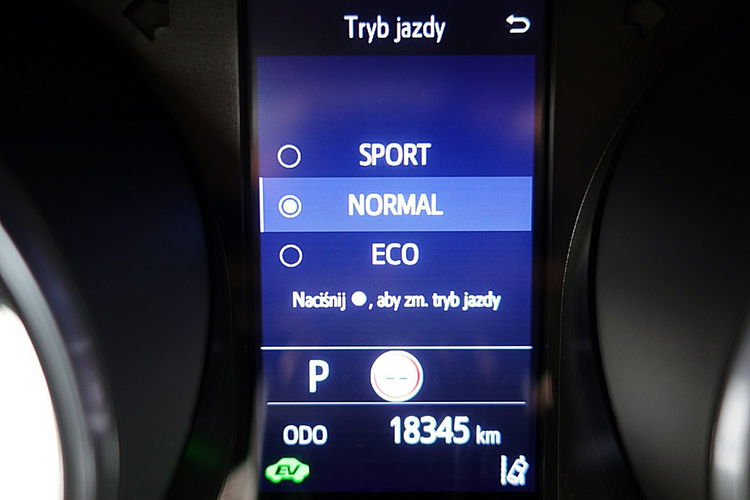 Tryb jazdy
SPORT
NORMAL
ECO
Naciśnij ●, aby zm. tryb jazdy
P --
ODO 18345 km
EV